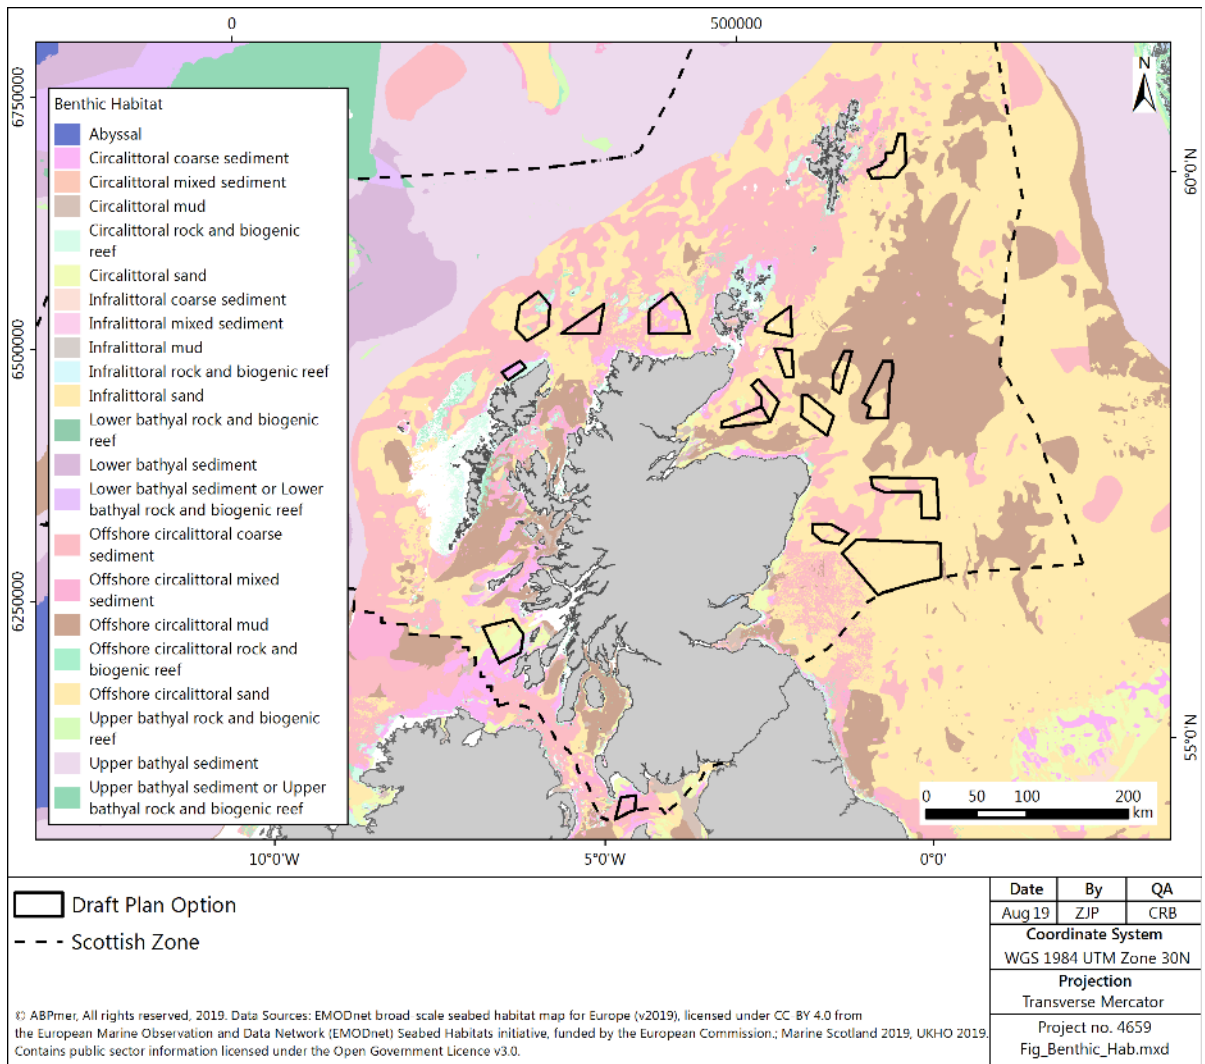 0 500000
N
6750000
6500000
6250000
60°0'N
55°0'N
Benthic Habitat
Abyssal
Circalittoral coarse sediment
Circalittoral mixed sediment
Circalittoral mud
Circalittoral rock and biogenic
reef
Circalittoral sand
Infralittoral coarse sediment
Infralittoral mixed sediment
Infralittoral mud
Infralittoral rock and biogenic reef
Infralittoral sand
Lower bathyal rock and biogenic
reef
Lower bathyal sediment
Lower bathyal sediment or Lower
bathyal rock and biogenic reef
Offshore circalittoral coarse
sediment
Offshore circalittoral mixed
sediment
Offshore circalittoral mud
Offshore circalittoral rock and
biogenic reef
Offshore circalittoral sand
Upper bathyal rock and biogenic
reef
Upper bathyal sediment
Upper bathyal sediment or Upper
bathyal rock and biogenic reef
0 50 100 200
km
10°0'W 5°0'W 0°0'
Draft Plan Option
Scottish Zone
Date By QA
Aug 19 ZJP CRB
Coordinate System
WGS 1984 UTM Zone 30N
Projection
Transverse Mercator
Project no. 4659
Fig_Benthic_Hab.mxd
© ABPmer, All rights reserved, 2019. Data Sources: EMODnet broad scale seabed habitat map for Europe (v2019), licensed under CC BY 4.0 from
the European Marine Observation and Data Network (EMODnet) Seabed Habitats initiative, funded by the European Commission.; Marine Scotland 2019, UKHO 2019.
Contains public sector information licensed under the Open Government Licence v3.0.